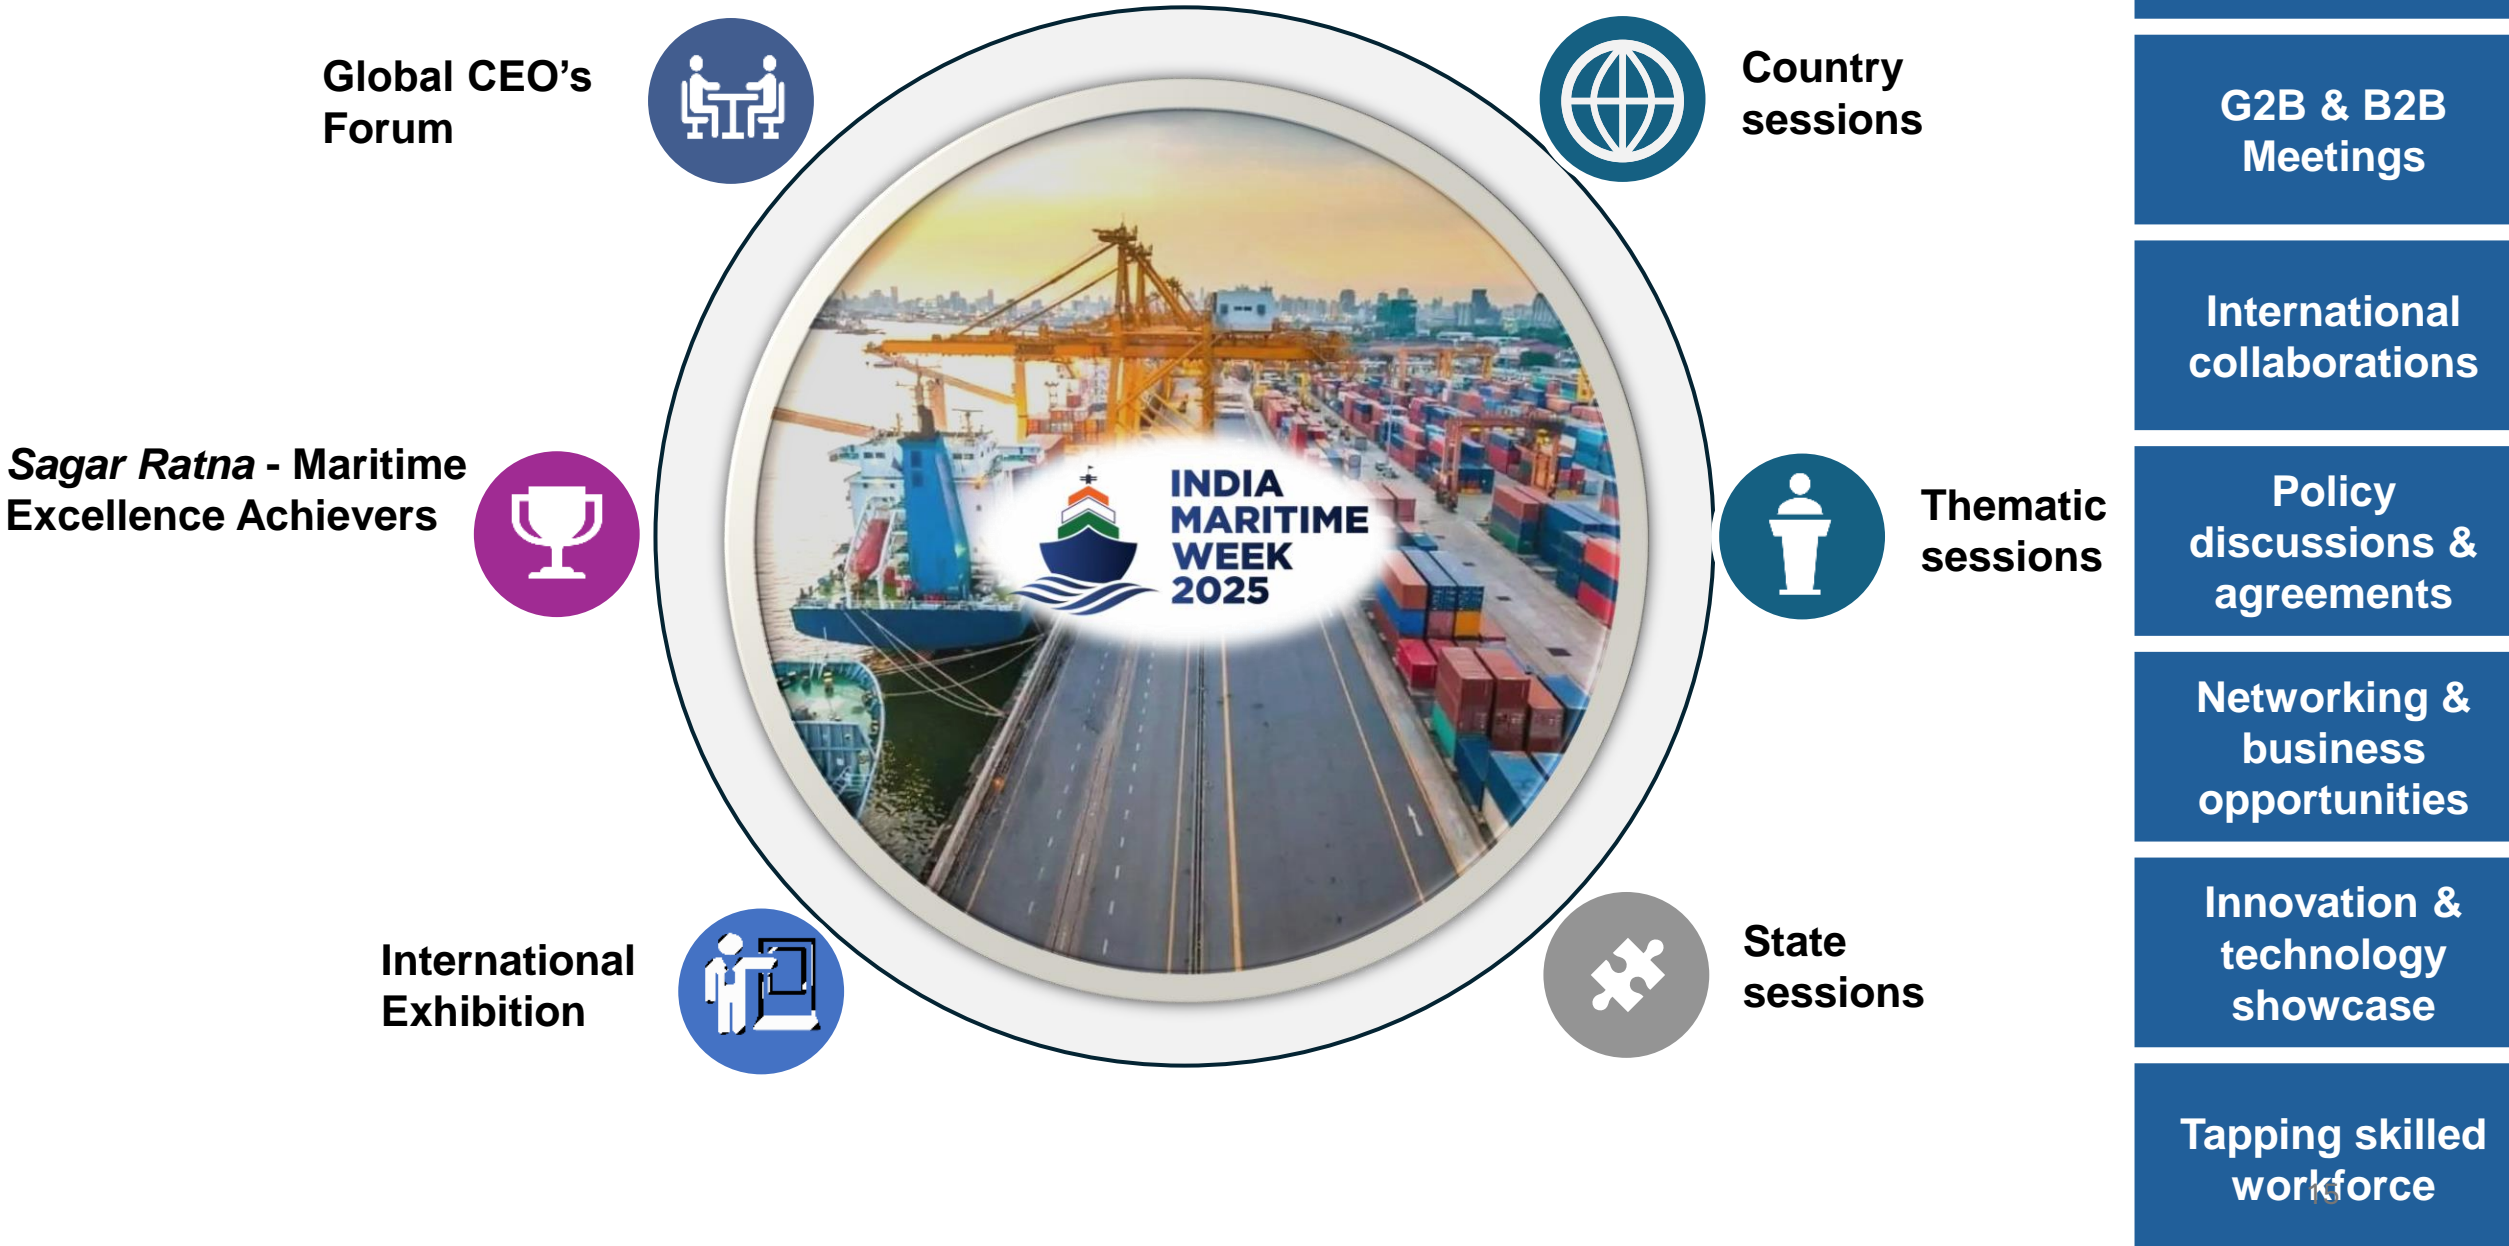 Global CEO’s
Forum
Country
sessions
Sagar Ratna - Maritime
Excellence Achievers
INDIA
MARITIME
WEEK
2025
Thematic
sessions
International
Exhibition
State
sessions
G2B & B2B
Meetings
International
collaborations
Policy
discussions &
agreements
Networking &
business
opportunities
Innovation &
technology
showcase
Tapping skilled
workforce
15